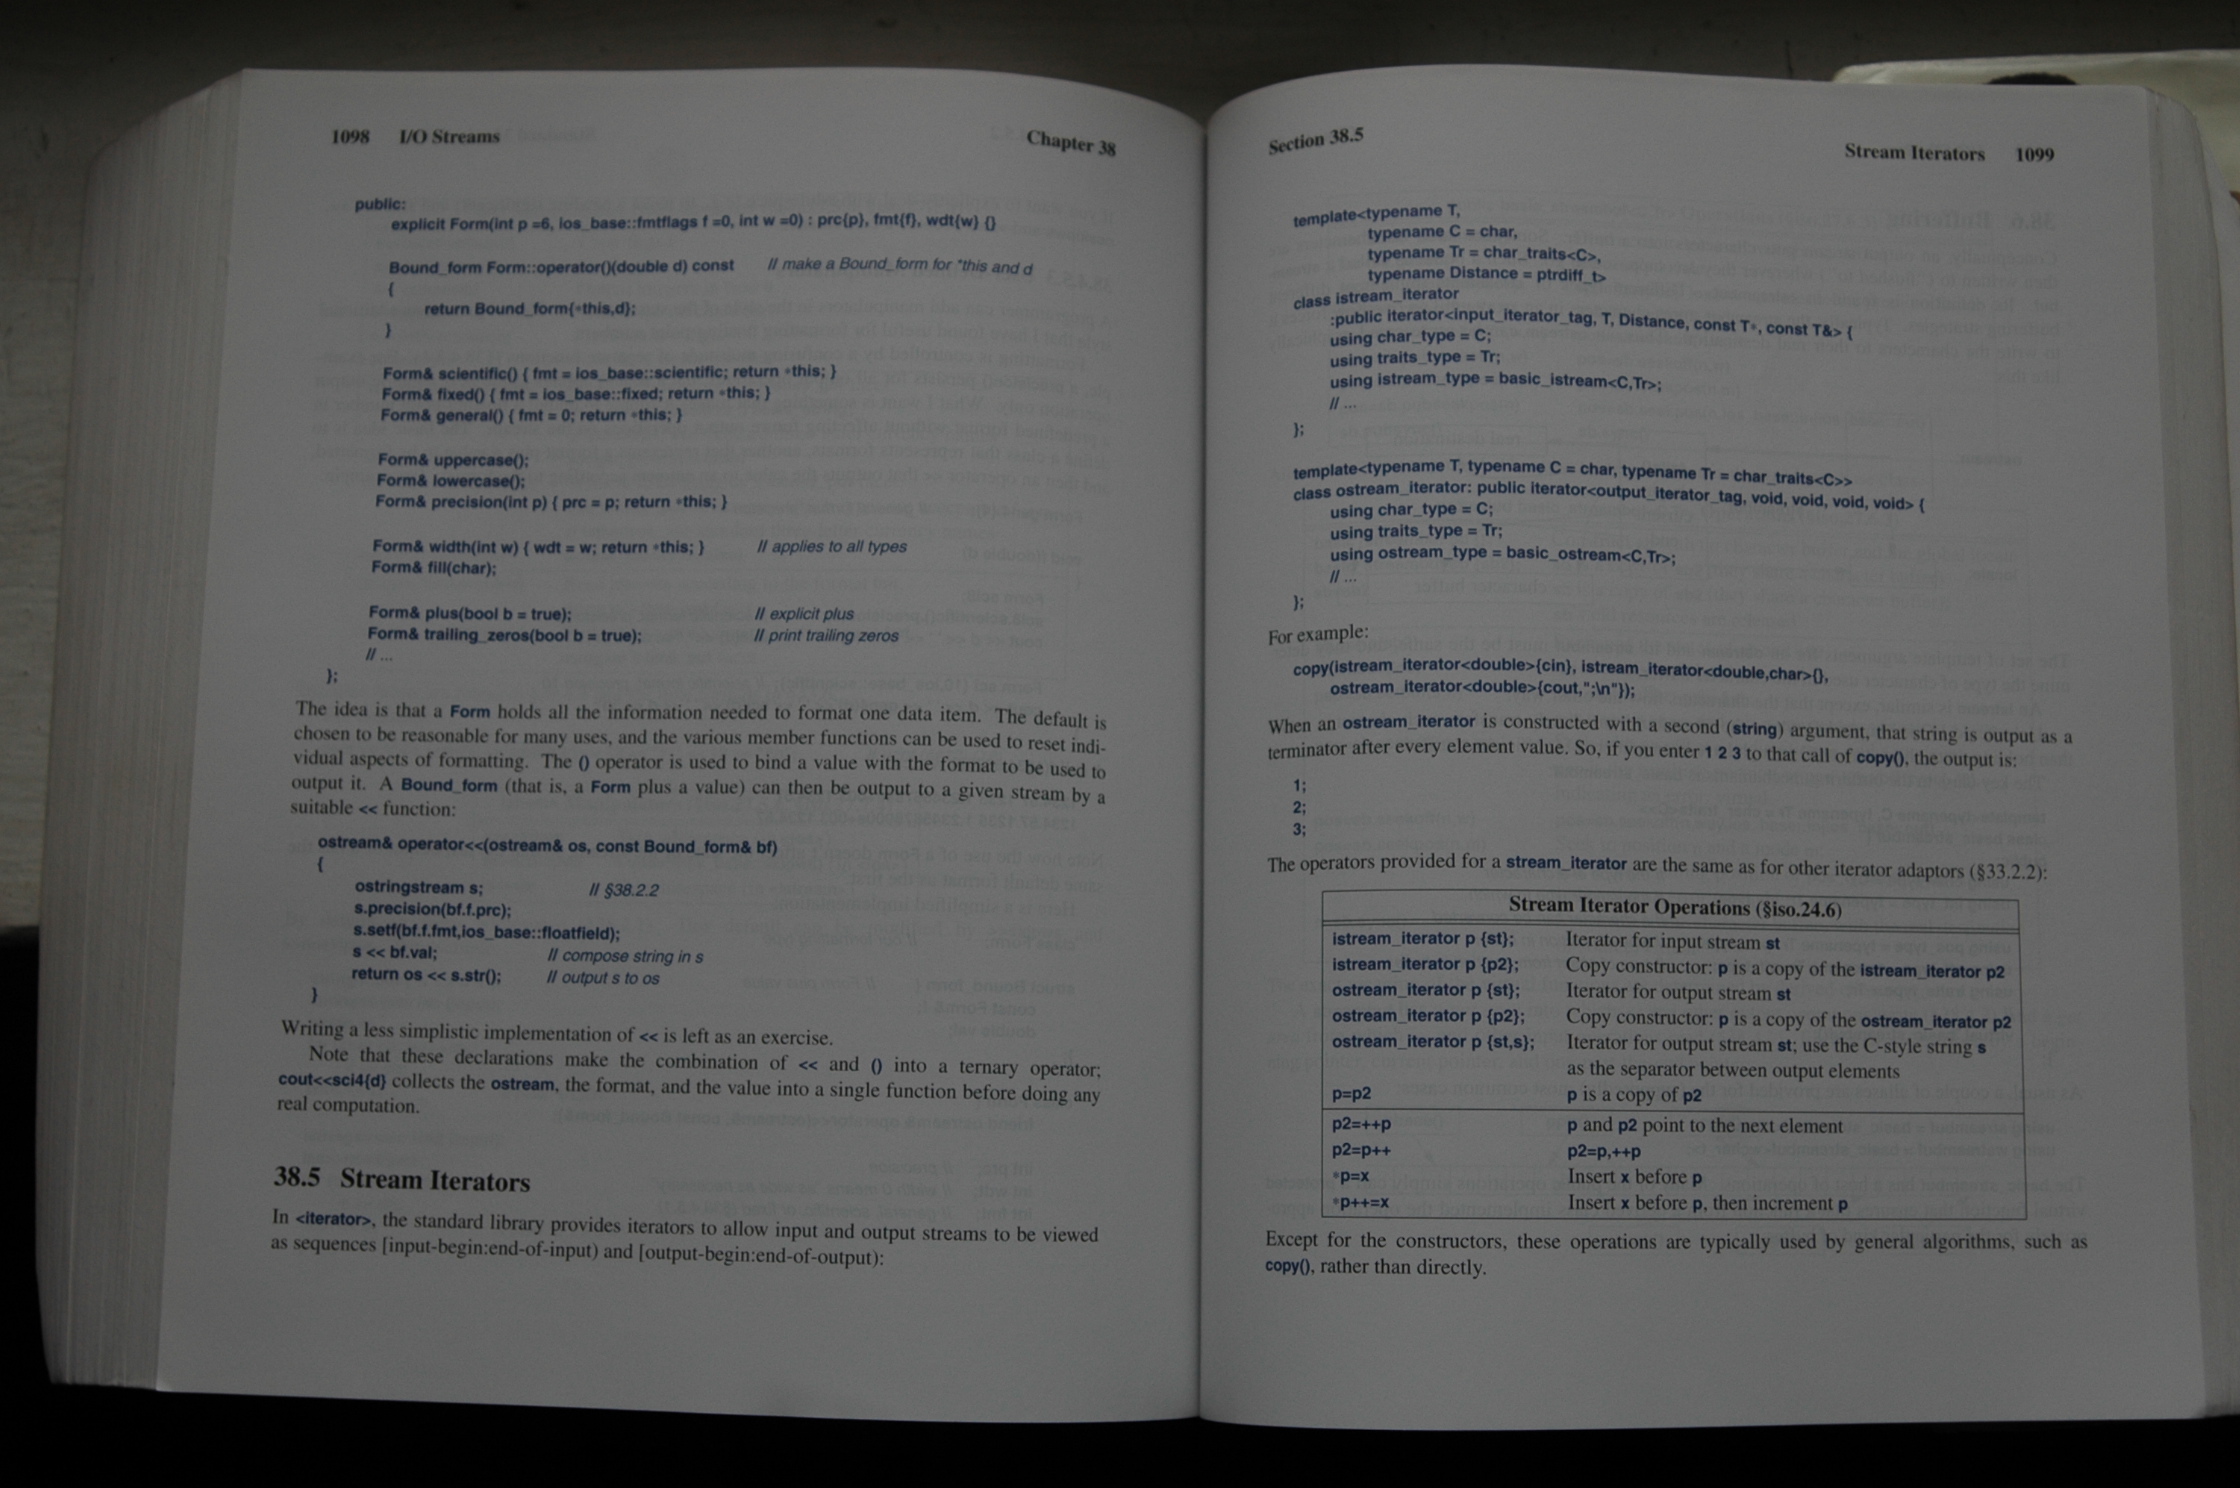 1098 I/O Streams Chapter 38
public:
explicit Form(int p =6, ios_base::fmtflags f =0, int w =0) : prc{p}, fmt{f}, wdt{w} {}
Bound_form Form::operator()(double d) const // make a Bound_form for *this and d
{
return Bound_form{*this,d};
}
Form& scientific() { fmt = ios_base::scientific; return *this; }
Form& fixed() { fmt = ios_base::fixed; return *this; }
Form& general() { fmt = 0; return *this; }
Form& uppercase();
Form& lowercase();
Form& precision(int p) { prc = p; return *this; }
Form& width(int w) { wdt = w; return *this; } // applies to all types
Form& fill(char);
Form& plus(bool b = true); // explicit plus
Form& trailing_zeros(bool b = true); // print trailing zeros
// ...
};
The idea is that a Form holds all the information needed to format one data item. The default is
chosen to be reasonable for many uses, and the various member functions can be used to reset indi-
vidual aspects of formatting. The () operator is used to bind a value with the format to be used to
output it. A Bound_form (that is, a Form plus a value) can then be output to a given stream by a
suitable << function:
ostream& operator<<(ostream& os, const Bound_form& bf)
{
ostringstream s; // §38.2.2
s.precision(bf.f.prc);
s.setf(bf.f.fmt,ios_base::floatfield);
s << bf.val; // compose string in s
return os << s.str(); // output s to os
}
Writing a less simplistic implementation of << is left as an exercise.
Note that these declarations make the combination of << and () into a ternary operator;
cout<<sci4{d} collects the ostream, the format, and the value into a single function before doing any
real computation.
38.5 Stream Iterators
In <iterator>, the standard library provides iterators to allow input and output streams to be viewed
as sequences [input-begin:end-of-input) and [output-begin:end-of-output):
Section 38.5 Stream Iterators 1099
template<typename T,
typename C = char,
typename Tr = char_traits<C>,
typename Distance = ptrdiff_t>
class istream_iterator
:public iterator<input_iterator_tag, T, Distance, const T*, const T&> {
using char_type = C;
using traits_type = Tr;
using istream_type = basic_istream<C,Tr>;
// ...
};
template<typename T, typename C = char, typename Tr = char_traits<C>>
class ostream_iterator: public iterator<output_iterator_tag, void, void, void, void> {
using char_type = C;
using traits_type = Tr;
using ostream_type = basic_ostream<C,Tr>;
// ...
};
For example:
copy(istream_iterator<double>{cin}, istream_iterator<double,char>{},
ostream_iterator<double>{cout,";\n"});
When an ostream_iterator is constructed with a second (string) argument, that string is output as a
terminator after every element value. So, if you enter 1 2 3 to that call of copy(), the output is:
1;
2;
3;
The operators provided for a stream_iterator are the same as for other iterator adaptors (§33.2.2):
Stream Iterator Operations (§iso.24.6)
istream_iterator p {st}; Iterator for input stream st
istream_iterator p {p2}; Copy constructor: p is a copy of the istream_iterator p2
ostream_iterator p {st}; Iterator for output stream st
ostream_iterator p {p2}; Copy constructor: p is a copy of the ostream_iterator p2
ostream_iterator p {st,s}; Iterator for output stream st; use the C-style string s
as the separator between output elements
p=p2 p is a copy of p2
p2=++p p and p2 point to the next element
p2=p++ p2=p,++p
*p=x Insert x before p
*p++=x Insert x before p, then increment p
Except for the constructors, these operations are typically used by general algorithms, such as
copy(), rather than directly.